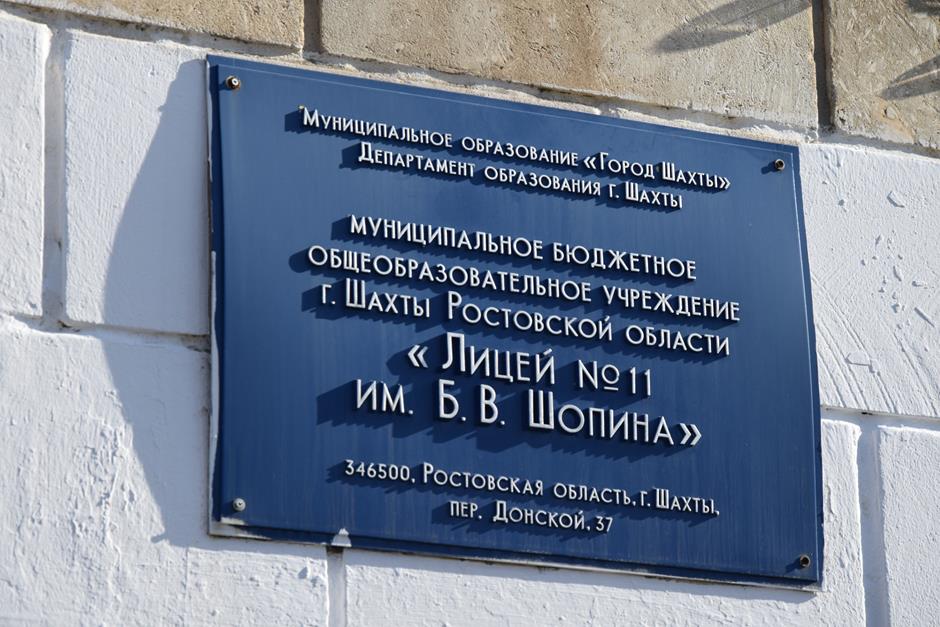 Муниципальное образование «Город Шахты»
Департамент образования г. Шахты
муниципальное бюджетное
общеобразовательное учреждение
г. Шахты Ростовской области
«Лицей №11
им. Б. В. Шопина»
346500, Ростовская область, г. Шахты,
пер. Донской, 37